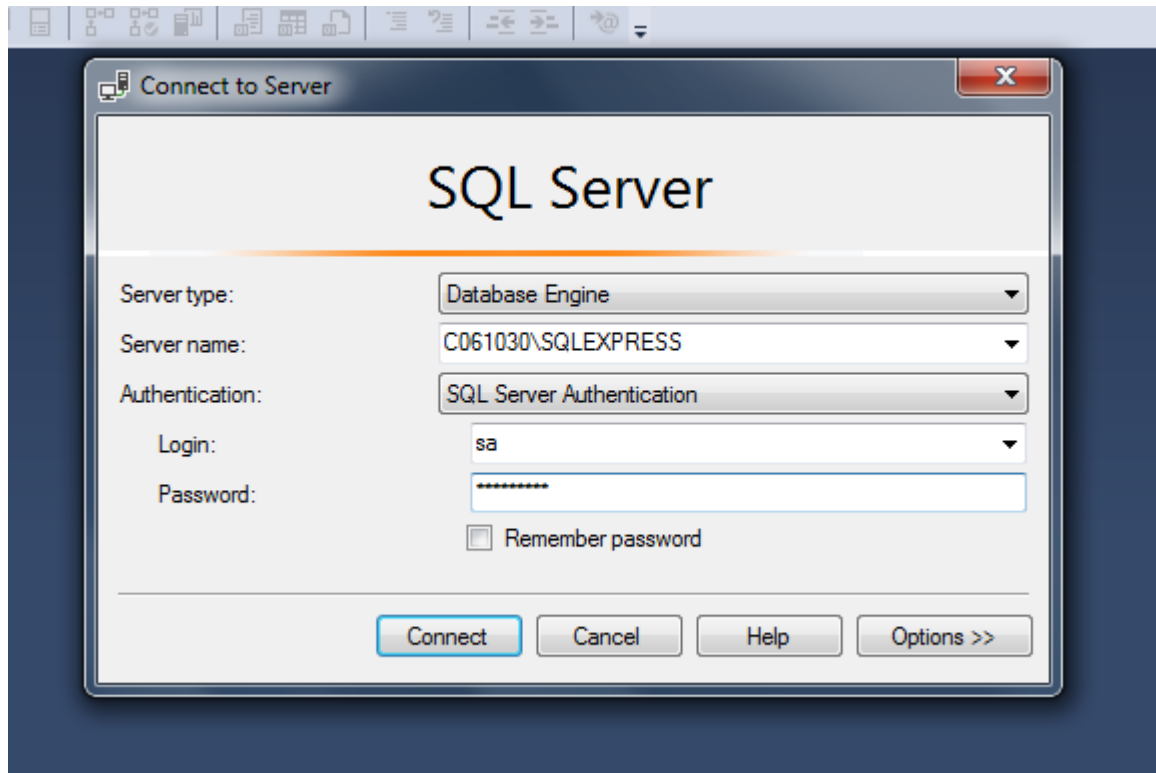 Connect to Server
SQL Server
Server type: Database Engine
Server name: C061030\SQLEXPRESS
Authentication: SQL Server Authentication
Login: sa
Password: *********
Remember password
Connect Cancel Help Options >>